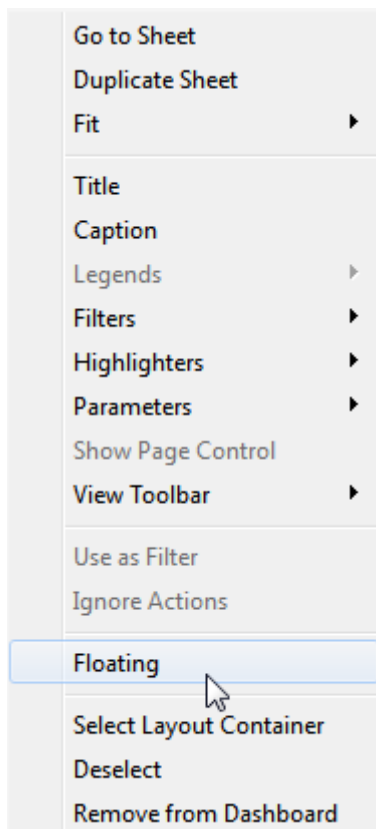 Go to Sheet
Duplicate Sheet
Fit
Title
Caption
Legends
Filters
Highlighters
Parameters
Show Page Control
View Toolbar
Use as Filter
Ignore Actions
Floating
Select Layout Container
Deselect
Remove from Dashboard